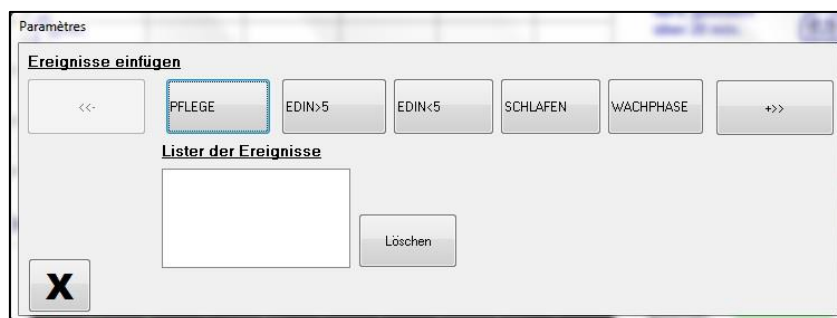 Paramètres
Ereignisse einfügen
<<- PFLEGE EDIN>5 EDIN<5 SCHLAFEN WACHPHASE +>>
Lister der Ereignisse
Löschen
X